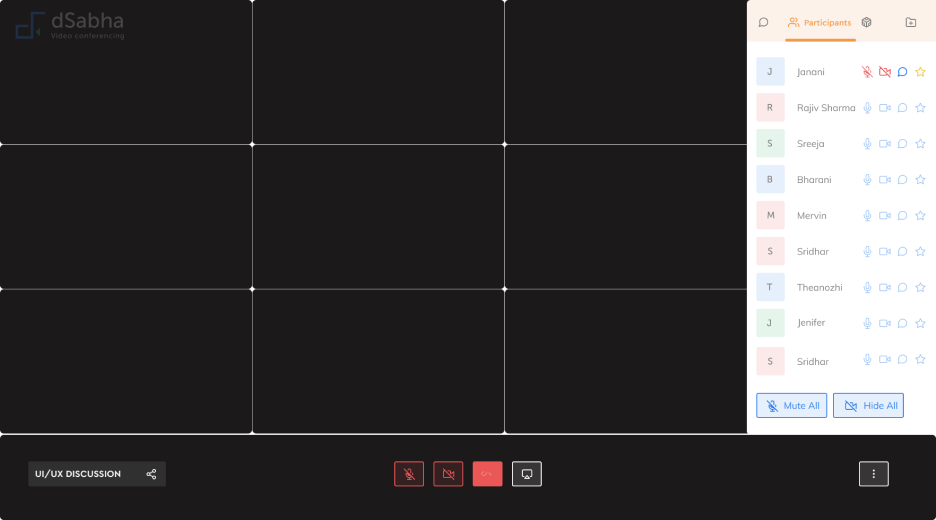 dSabha
Video conferencing
Participants
J Janani
R Rajiv Sharma
S Sreeja
B Bharani
M Mervin
S Sridhar
T Theanozhi
J Jenifer
S Sridhar
Mute All
Hide All
UI/UX DISCUSSION